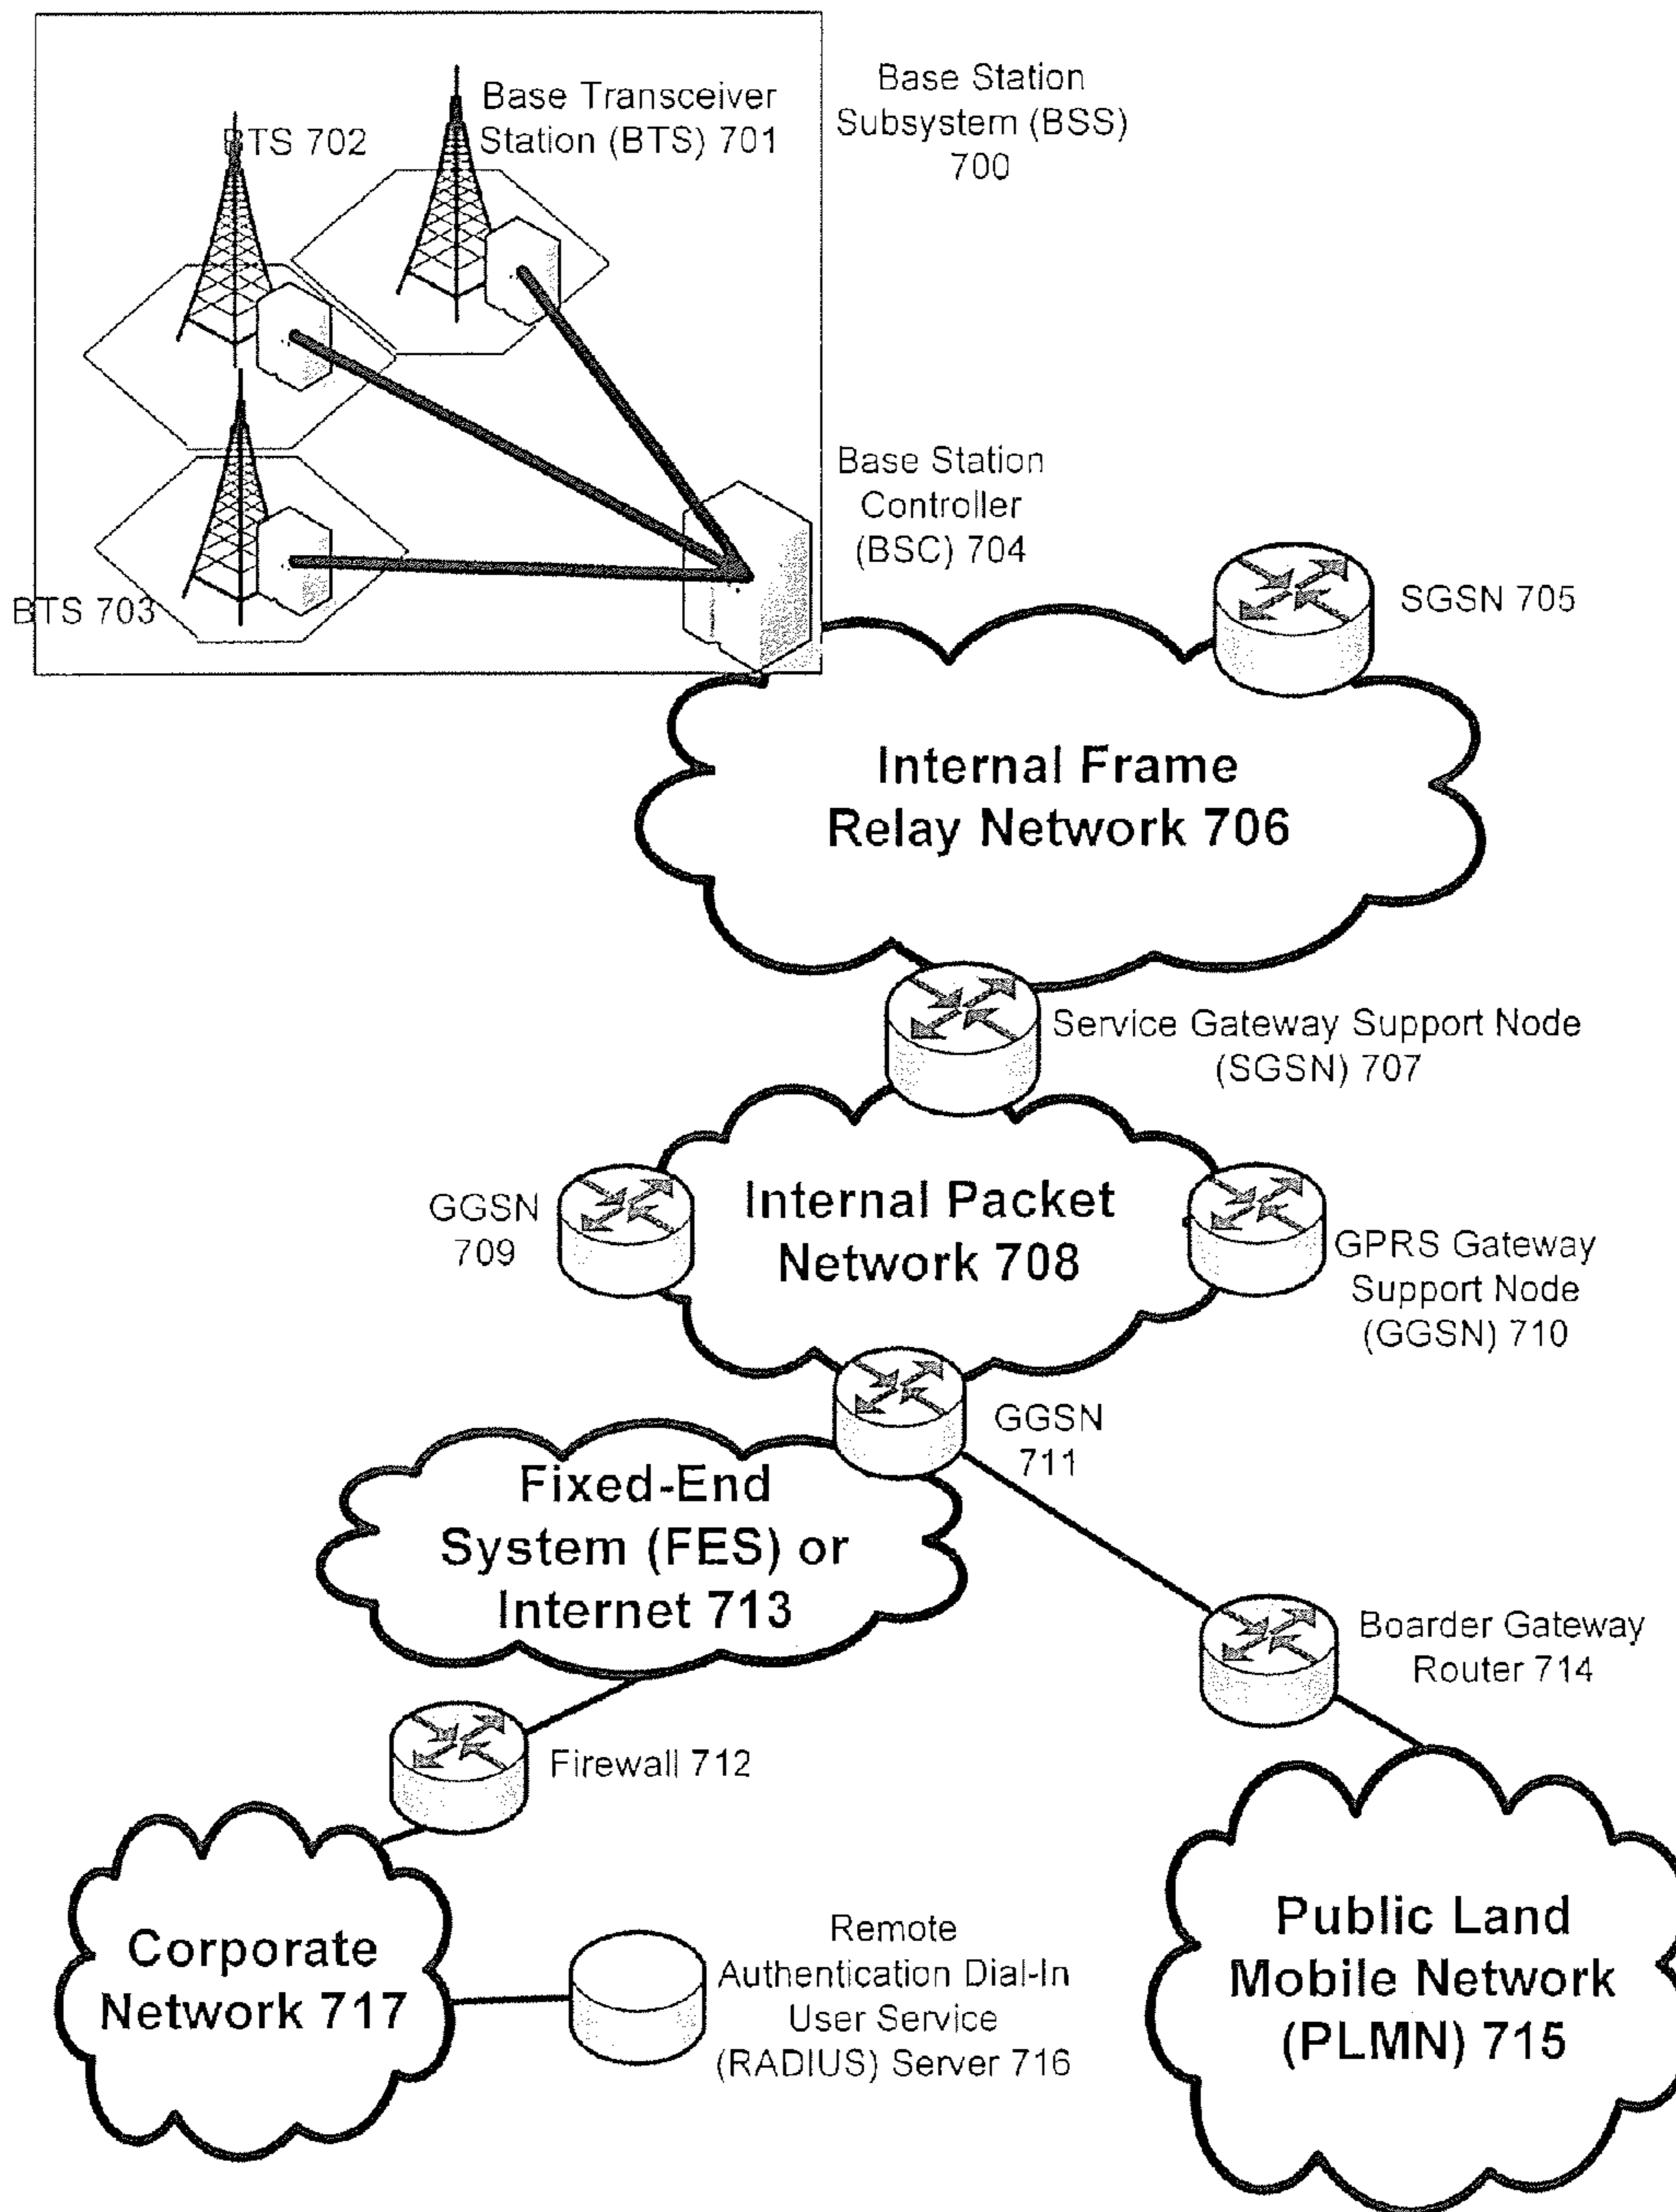 Base Station
Subsystem (BSS)
700
Base Transceiver
Station (BTS) 701
BTS 702
Base Station
Controller
(BSC) 704
BTS 703
SGSN 705
Internal Frame
Relay Network 706
Service Gateway Support Node
(SGSN) 707
GGSN
709
Internal Packet
Network 708
GPRS Gateway
Support Node
(GGSN) 710
GGSN
711
Fixed-End
System (FES) or
Internet 713
Boarder Gateway
Router 714
Firewall 712
Corporate
Network 717
Remote
Authentication Dial-In
User Service
(RADIUS) Server 716
Public Land
Mobile Network
(PLMN) 715